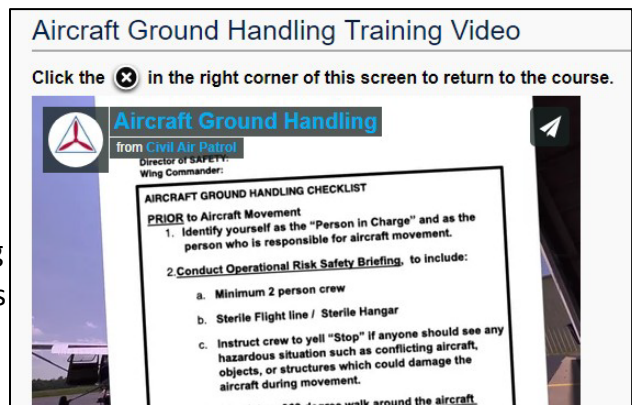 Aircraft Ground Handling Training Video
Click the in the right corner of this screen to return to the course.
Aircraft Ground Handling
from Civil Air Patrol
Director of SAFETY:
Wing Commander:
AIRCRAFT GROUND HANDLING CHECKLIST
PRIOR to Aircraft Movement
1. Identify yourself as the “Person in Charge” and as the
person who is responsible for aircraft movement.
2. Conduct Operational Risk Safety Briefing, to include:
a. Minimum 2 person crew
b. Sterile Flight line / Sterile Hangar
c. Instruct crew to yell “Stop” if anyone should see any
hazardous situation such as conflicting aircraft,
objects, or structures which could damage the
aircraft during movement.
degree walk around the aircraft
g
s